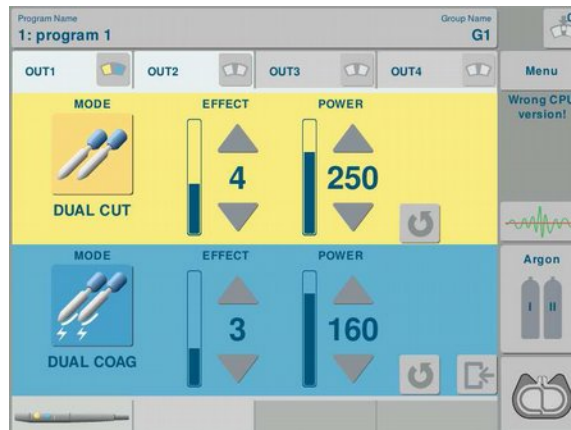 Program Name
Group Name
1: program 1
G1
OUT1
OUT2
OUT3
OUT4
Menu
Wrong CPU
version!
MODE
EFFECT
POWER
4
250
DUAL CUT
MODE
EFFECT
POWER
3
160
DUAL COAG
Argon
I
II